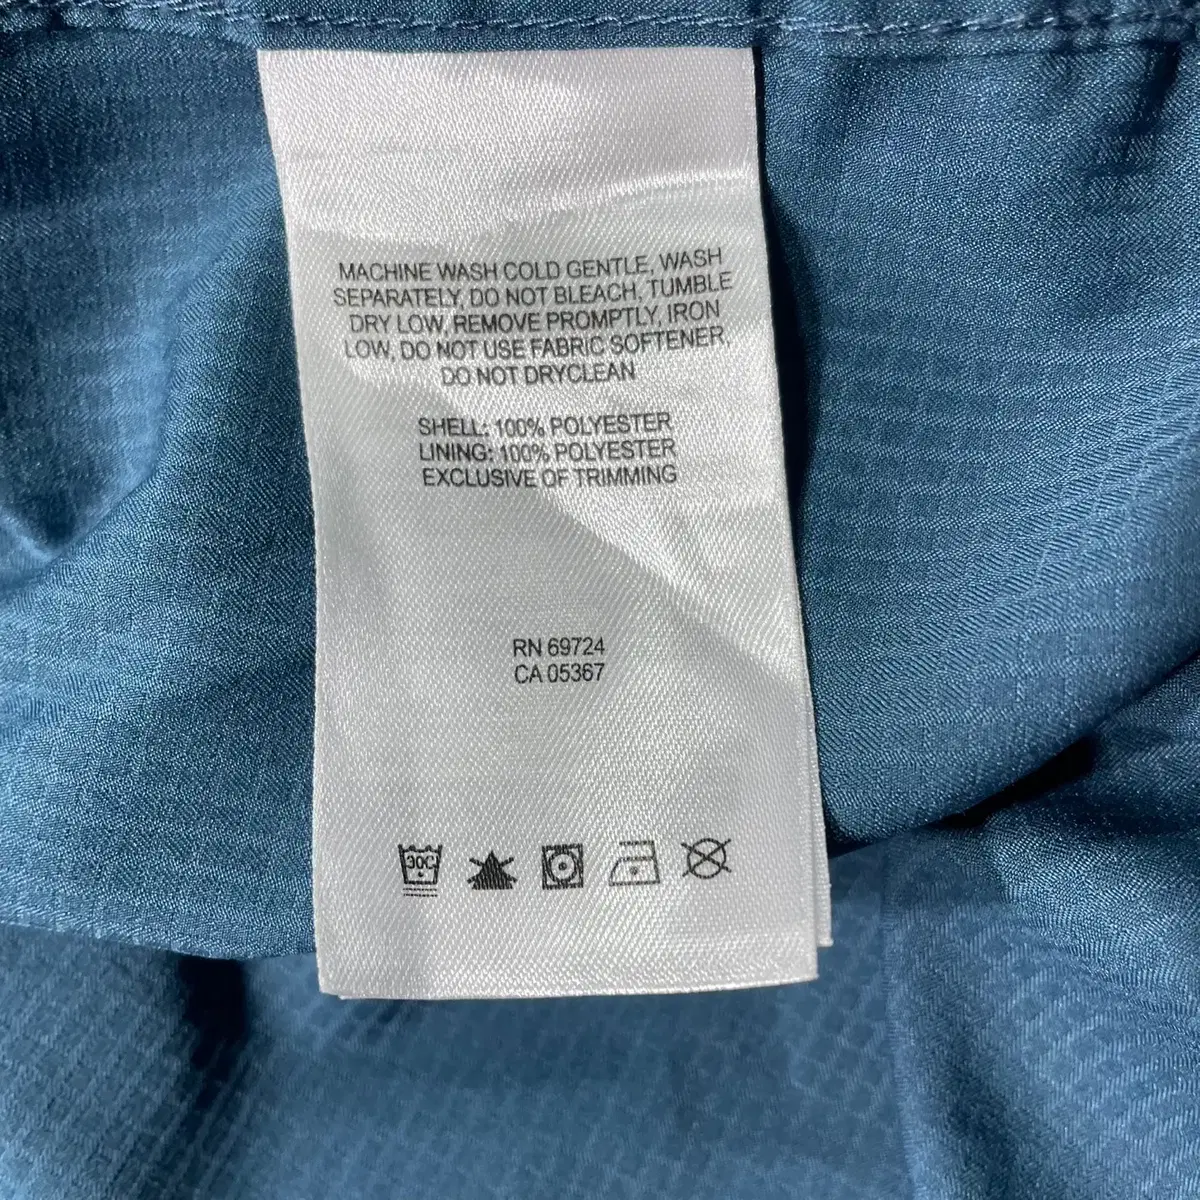 MACHINE WASH COLD GENTLE, WASH
SEPARATELY, DO NOT BLEACH, TUMBLE
DRY LOW, REMOVE PROMPTLY, IRON
LOW, DO NOT USE FABRIC SOFTENER,
DO NOT DRYCLEAN
SHELL: 100% POLYESTER
LINING: 100% POLYESTER
EXCLUSIVE OF TRIMMING
RN 69724
CA 05367
30C